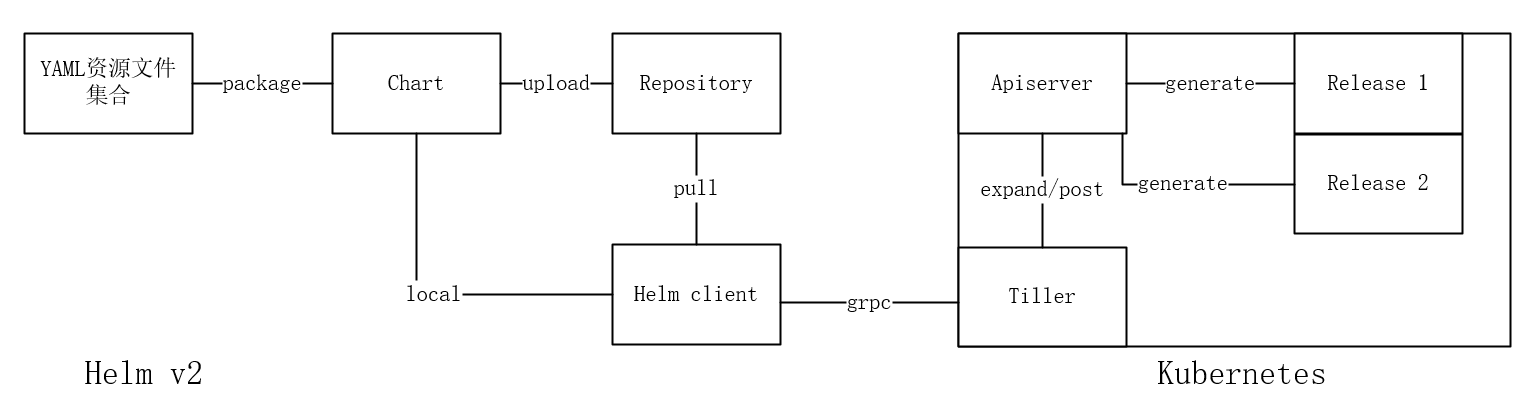 YAML资源文件
集合
package
Chart
upload
Repository
Apiserver
generate
Release 1
pull
expand/post
generate
Release 2
local
Helm client
grpc
Tiller
Helm v2
Kubernetes